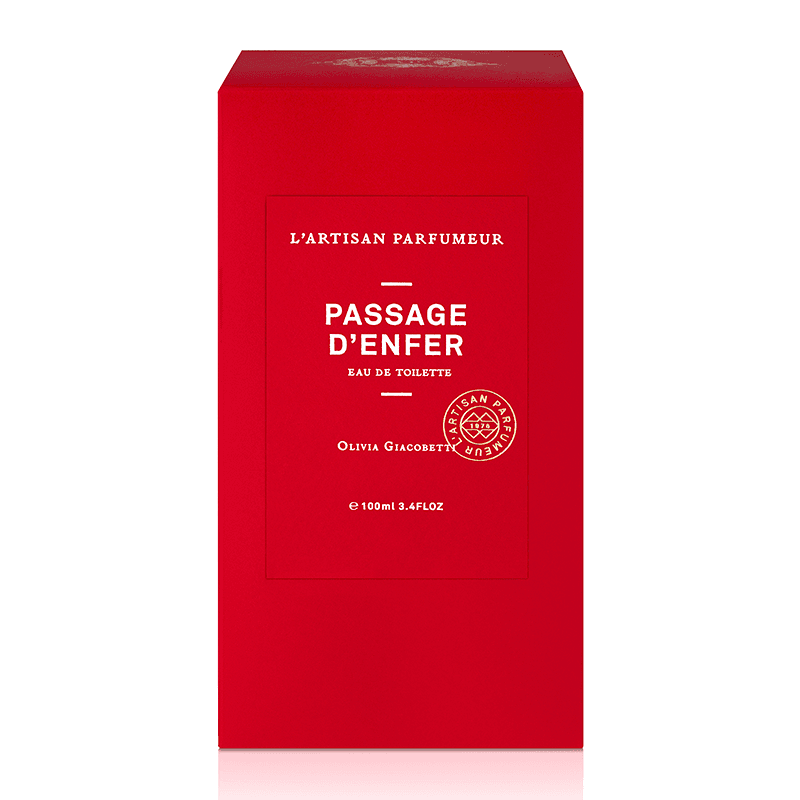 L'ARTISAN PARFUMEUR
PASSAGE
D'ENFER
EAU DE TOILETTE
OLIVIA GIACOBETTI
L'ARTISAN PARFUMEUR
1976
℮ 100ml 3.4FLOZ